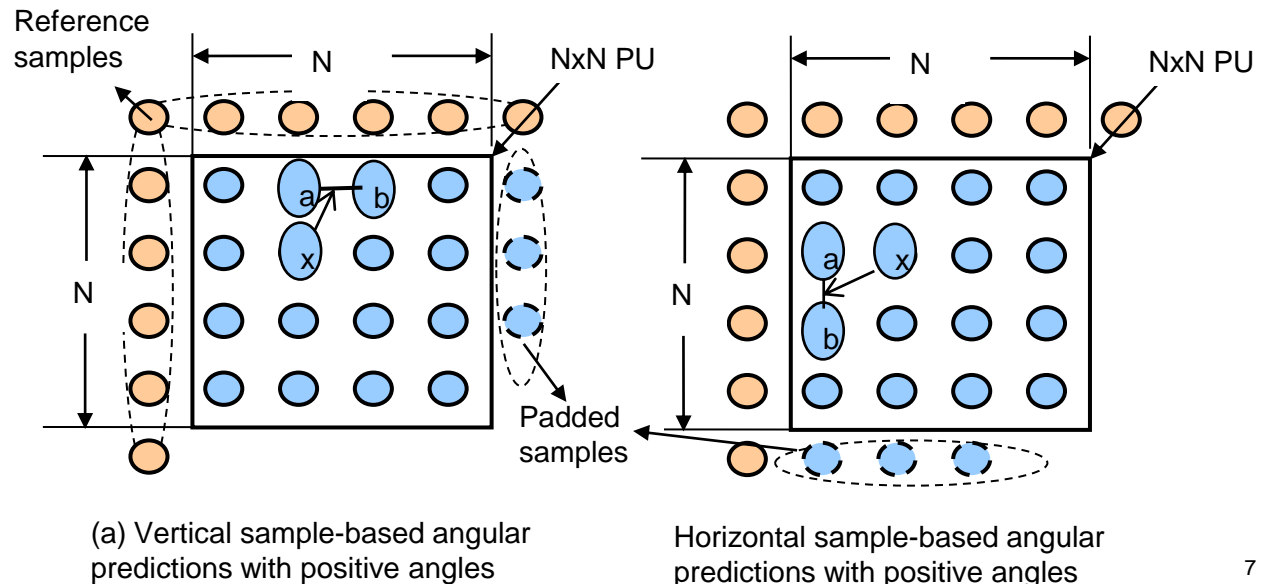 Reference
samples
N
NxN PU
N
a
b
x
N
NxN PU
N
a
x
b
Padded
samples
(a) Vertical sample-based angular
predictions with positive angles
Horizontal sample-based angular
predictions with positive angles
7